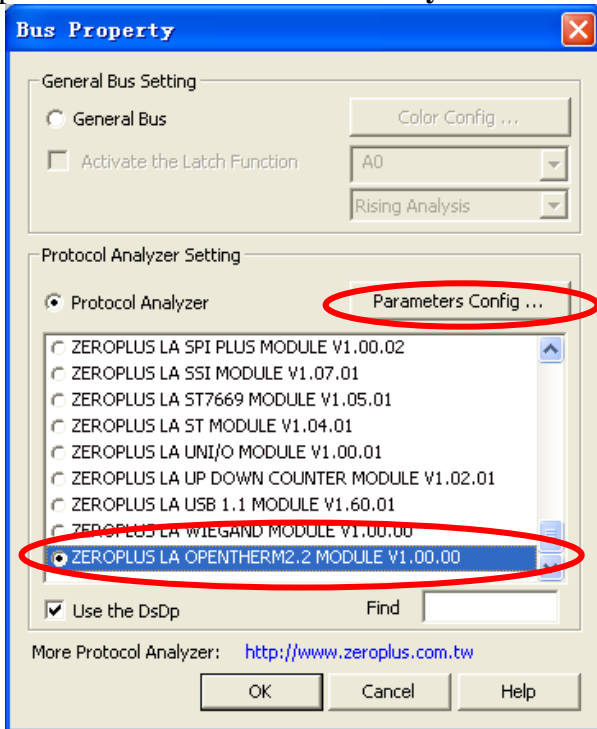 Bus Property
General Bus Setting
General Bus
Color Config ...
Activate the Latch Function
A0
Rising Analysis
Protocol Analyzer Setting
Protocol Analyzer
Parameters Config ...
ZEROPLUS LA SPI PLUS MODULE V1.00.02
ZEROPLUS LA SSI MODULE V1.07.01
ZEROPLUS LA ST7669 MODULE V1.05.01
ZEROPLUS LA ST MODULE V1.04.01
ZEROPLUS LA UNI/O MODULE V1.00.01
ZEROPLUS LA UP DOWN COUNTER MODULE V1.02.01
ZEROPLUS LA USB 1.1 MODULE V1.60.01
ZEROPLUS LA WIEGAND MODULE V1.00.00
ZEROPLUS LA OPENTHERM2.2 MODULE V1.00.00
Use the DsDp
Find
More Protocol Analyzer: http://www.zeroplus.com.tw
OK Cancel Help